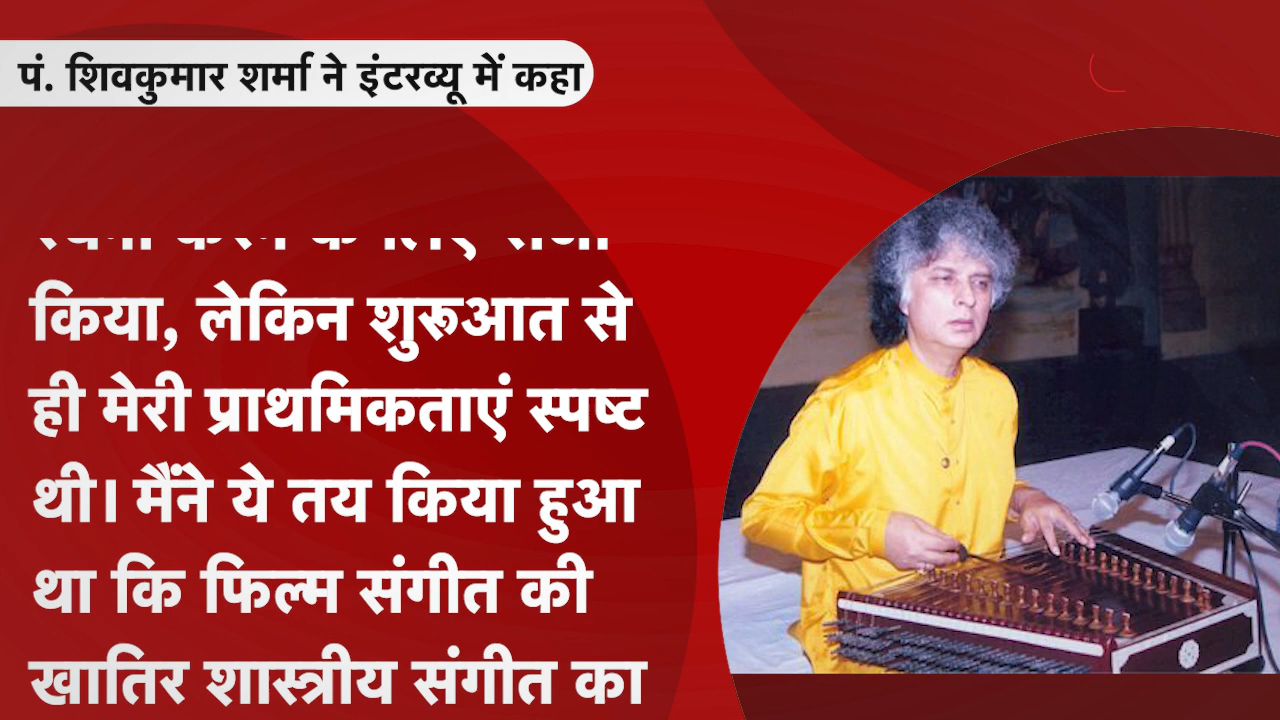 पं. शिवकुमार शर्मा ने इंटरव्यू में कहा
के लिए
किया, लेकिन शुरूआत से
ही मेरी प्राथमिकताएं स्पष्ट
थी। मैंने ये तय किया हुआ
था कि फिल्म संगीत की
खातिर शास्त्रीय संगीत का